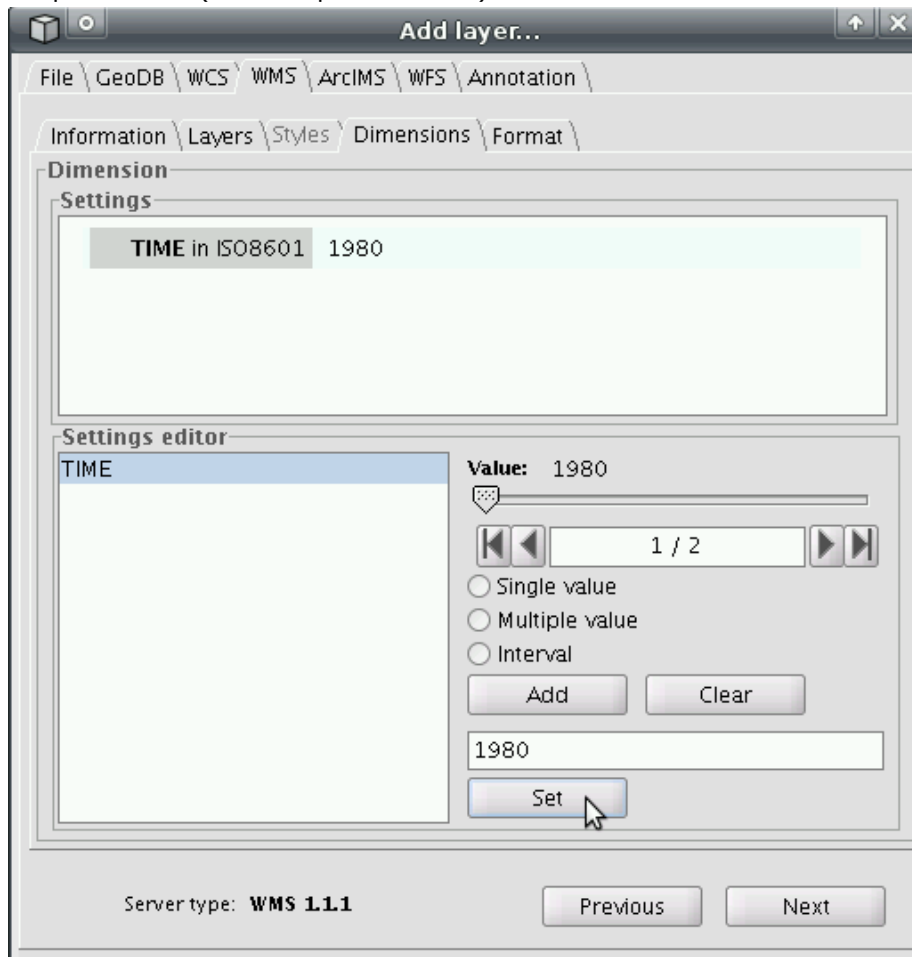 Add layer...
File GeoDB WCS WMS ArcIMS WFS Annotation
Information Layers Styles Dimensions Format
Dimension
Settings
TIME in ISO8601 1980
Settings editor
TIME
Value: 1980
1 / 2
Single value
Multiple value
Interval
Add Clear
1980
Set
Server type: WMS 1.1.1
Previous Next